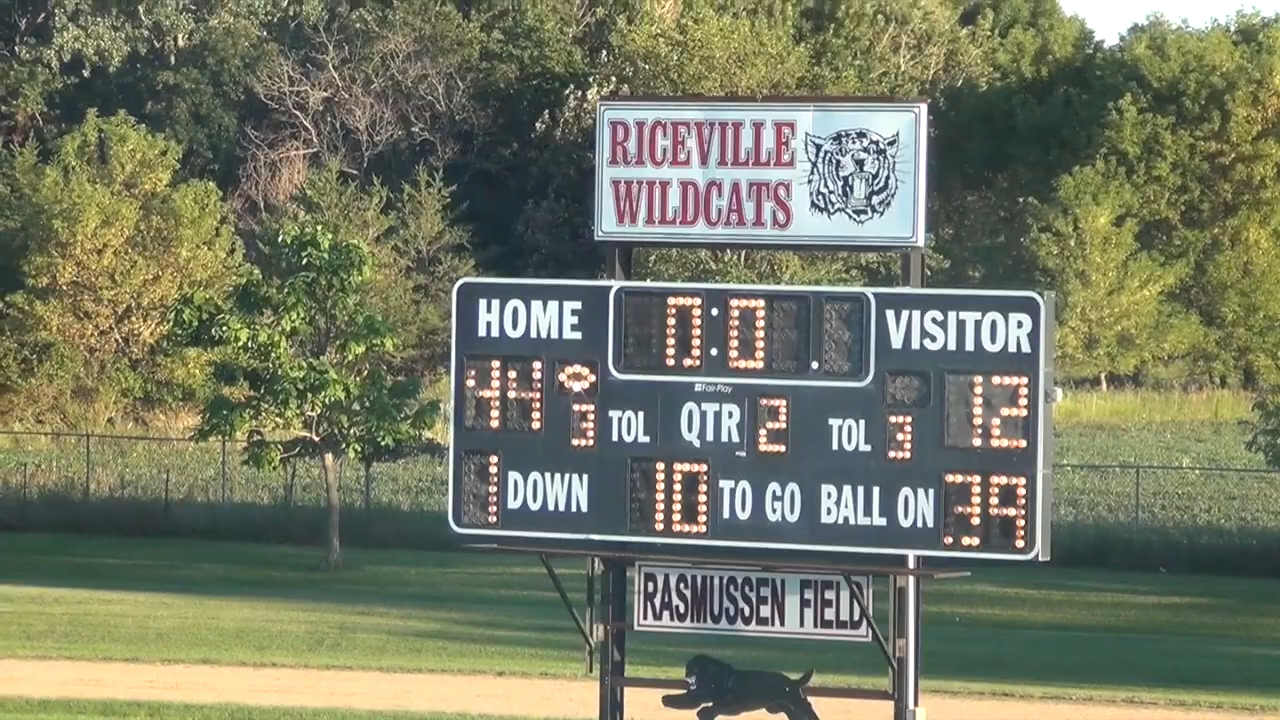 RICEVILLE
WILDCATS
HOME 0:0. VISITOR
Fair-Play
44 3 TOL QTR 2 TOL 3 12
1 DOWN 10 TO GO BALL ON 39
RASMUSSEN FIELD